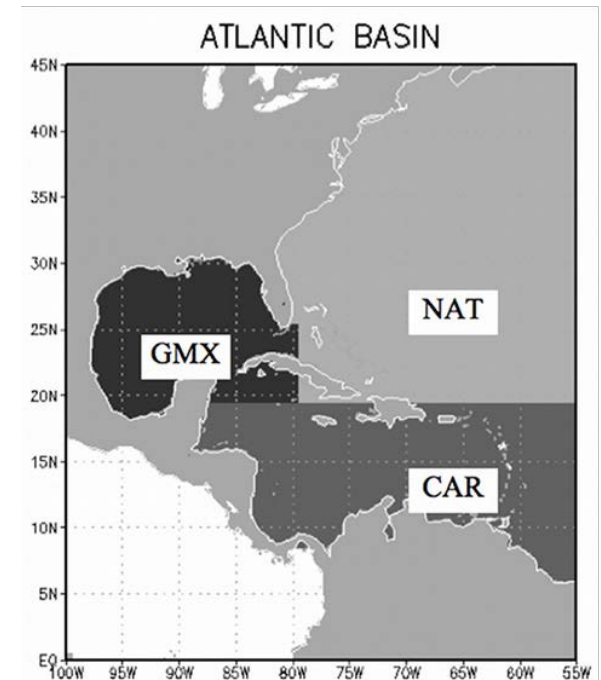 ATLANTIC BASIN
45N
40N
35N
30N
NAT
25N
GMX
20N
15N
CAR
10N
5N
EQ
100W 95W 90W 85W 80W 75W 70W 65W 60W 55W